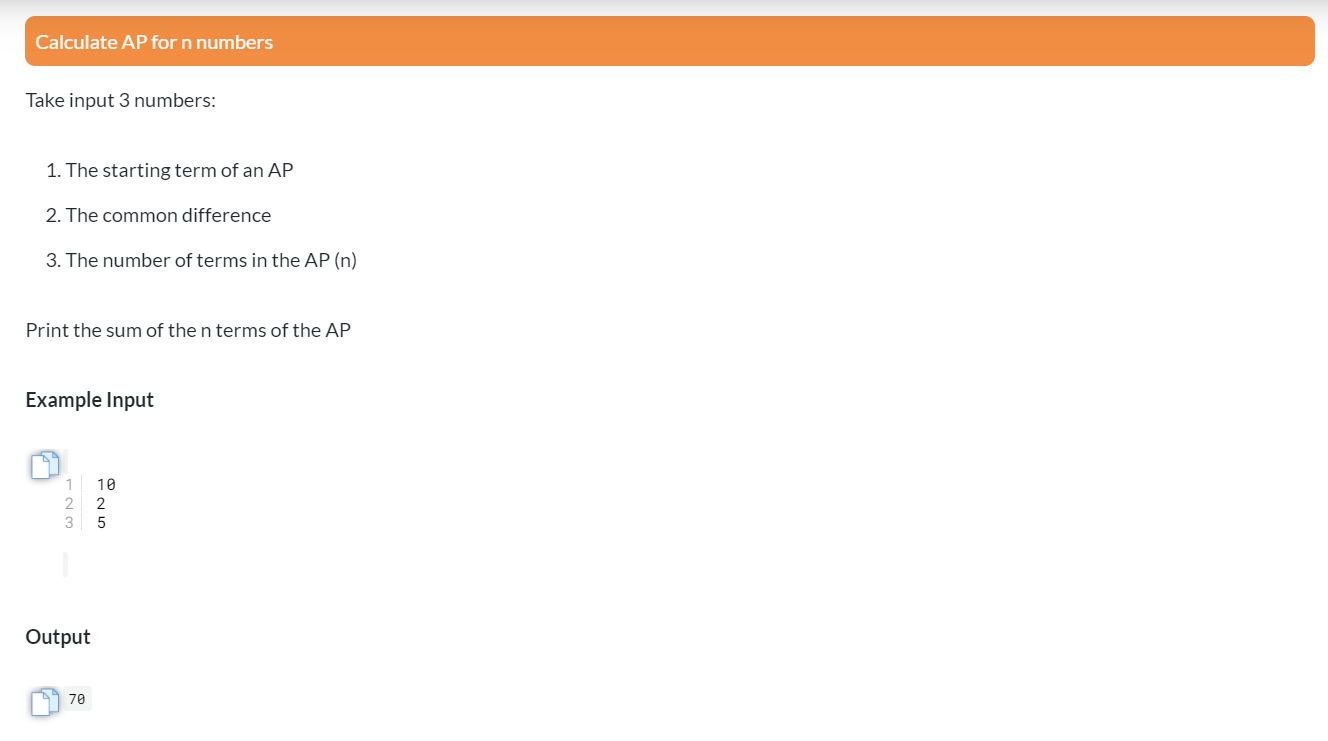 Calculate AP for n numbers
Take input 3 numbers:
1. The starting term of an AP
2. The common difference
3. The number of terms in the AP (n)
Print the sum of the n terms of the AP
Example Input
1 10
2 2
3 5
Output
70